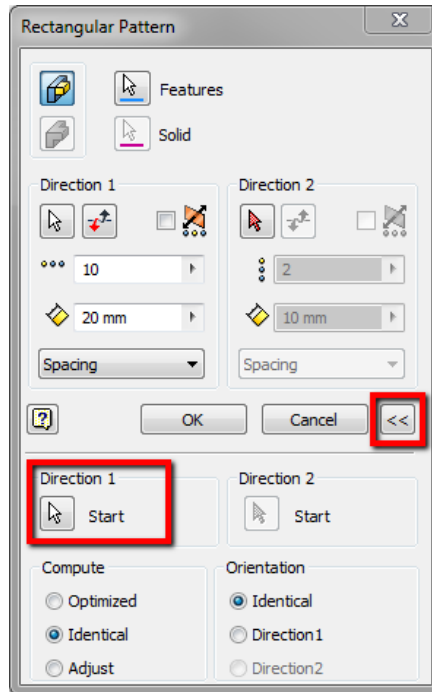 Rectangular Pattern
Features
Solid
Direction 1 Direction 2
10 2
20 mm 10 mm
Spacing Spacing
OK Cancel <<
Direction 1 Direction 2
Start Start
Compute Orientation
Optimized Identical
Identical Direction1
Adjust Direction2